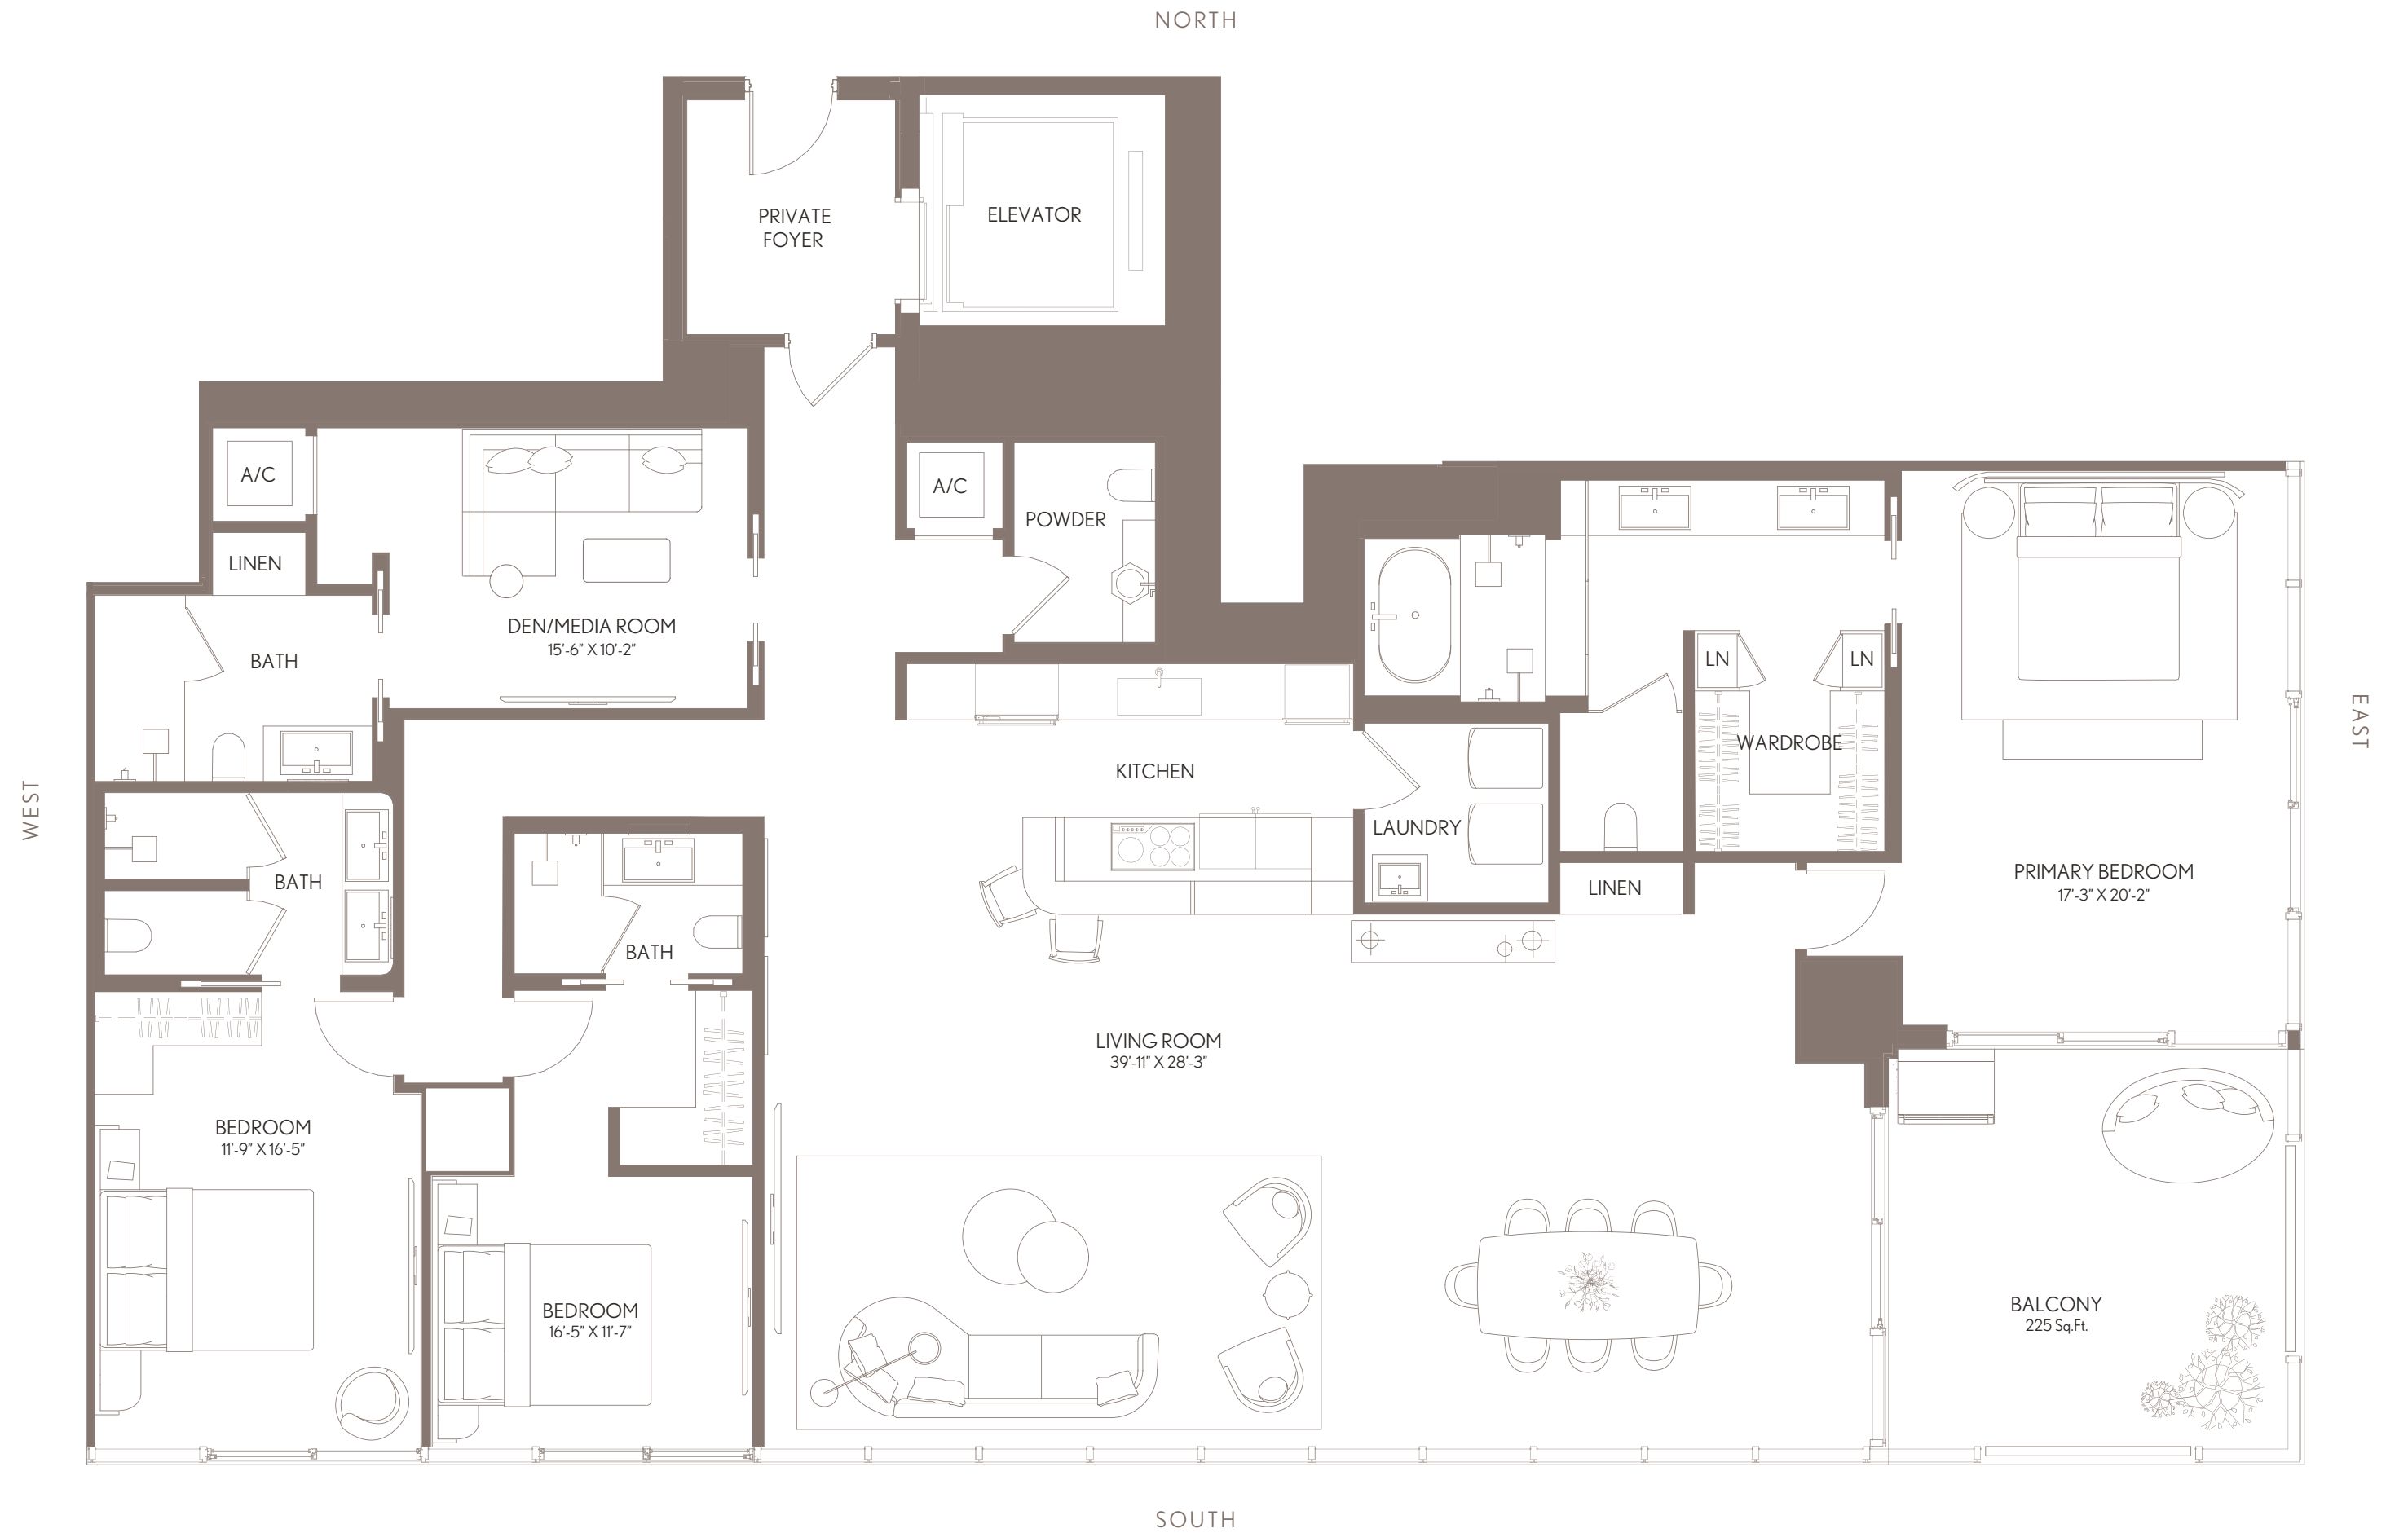 NORTH
PRIVATE
FOYER
ELEVATOR
A/C
A/C
POWDER
LINEN
DEN/MEDIA ROOM
15'-6" X 10'-2"
BATH
LN
LN
WARDROBE
EAST
KITCHEN
WEST
LAUNDRY
PRIMARY BEDROOM
17'-3" X 20'-2"
BATH
LINEN
BATH
LIVING ROOM
39'-11" X 28'-3"
BEDROOM
11'-9" X 16'-5"
BEDROOM
16'-5" X 11'-7"
BALCONY
225 Sq.Ft.
SOUTH